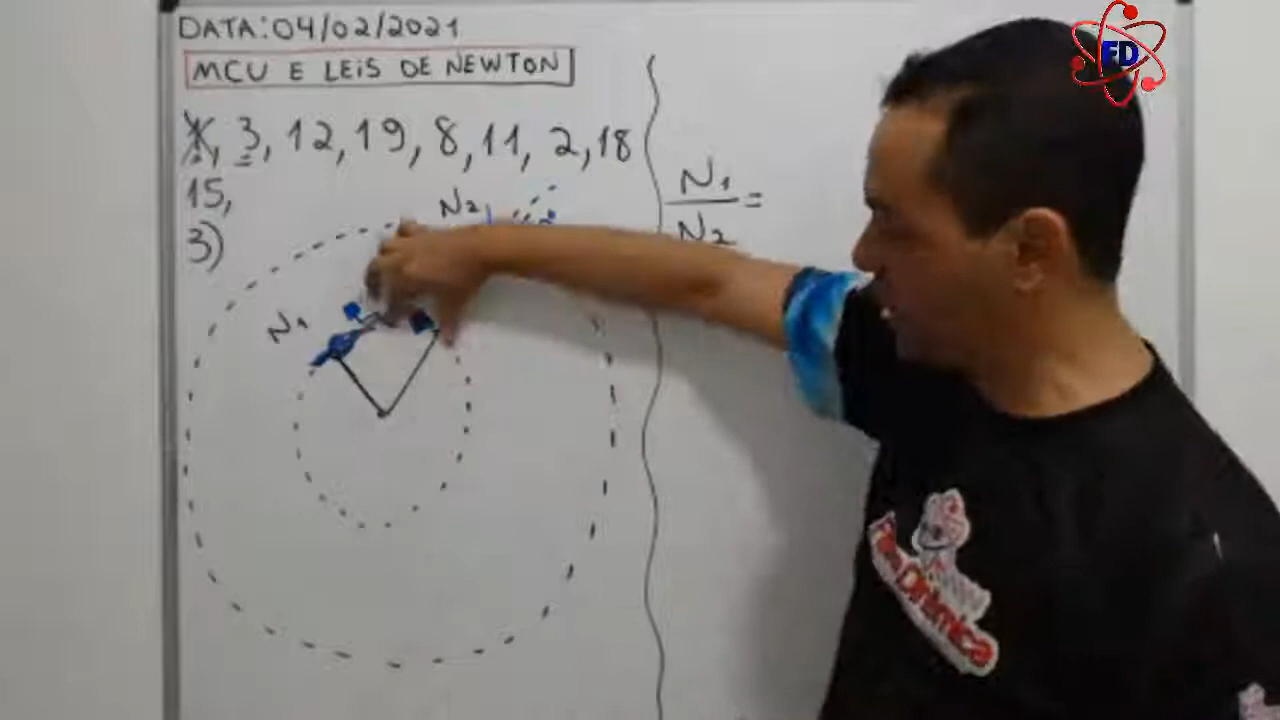 DATA: 04/02/2021
MCU E LEIS DE NEWTON
1, 3, 12, 19, 8, 11, 2, 18
15,
3)
N2
N1
N1
N2
=
FD
Dinâmica